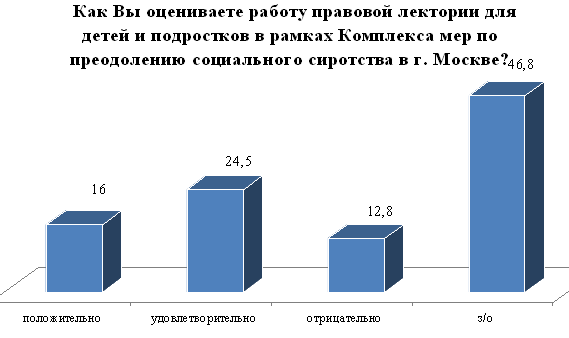 Как Вы оцениваете работу правовой лектории для
детей и подростков в рамках Комплекса мер по
преодолению социального сиротства в г. Москве?
46,8
24,5
16
12,8
положительно удовлетворительно отрицательно з/о